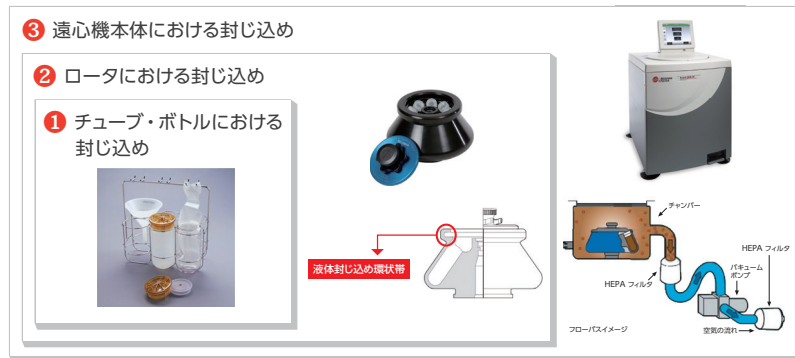 ❸ 遠心機本体における封じ込め
❷ ロータにおける封じ込め
❶ チューブ・ボトルにおける
封じ込め
液体封じ込め環状帯
チャンバー
HEPA フィルタ
HEPA フィルタ
バキューム
ポンプ
フローパスイメージ
空気の流れ